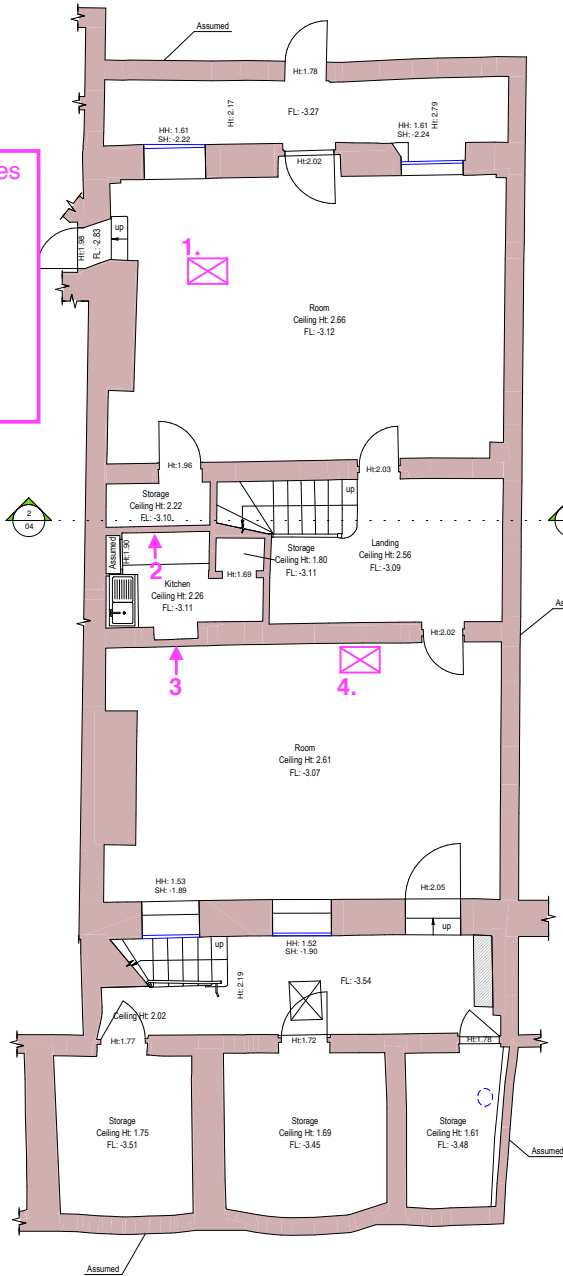 Assumed
Ht:1.78
Ht: 2.17
FL: -3.27
Ht: 2.79
HH: 1.61
SH: -2.22
HH: 1.61
SH: -2.24
Ht:2.02
es
up
Ht:1.98
FL: -2.83
1.
Room
Ceiling Ht: 2.66
FL: -3.12
Ht:1.96
Ht:2.03
Storage
Ceiling Ht: 2.22
FL: -3.10
up
2
04
Assumed
Ht:1.90
2
Kitchen
Ceiling Ht: 2.26
FL: -3.11
Storage
Ceiling Ht: 1.80
FL: -3.11
Ht:1.69
Landing
Ceiling Ht: 2.56
FL: -3.09
As
Ht:2.02
3
4.
Room
Ceiling Ht: 2.61
FL: -3.07
HH: 1.53
SH: -1.89
Ht:2.05
up
HH: 1.52
SH: -1.90
up
Ht: 2.19
FL: -3.54
Ceiling Ht: 2.02
Ht:1.77
Ht:1.72
Ht:1.78
Storage
Ceiling Ht: 1.75
FL: -3.51
Storage
Ceiling Ht: 1.69
FL: -3.45
Storage
Ceiling Ht: 1.61
FL: -3.48
Assumed
Assumed